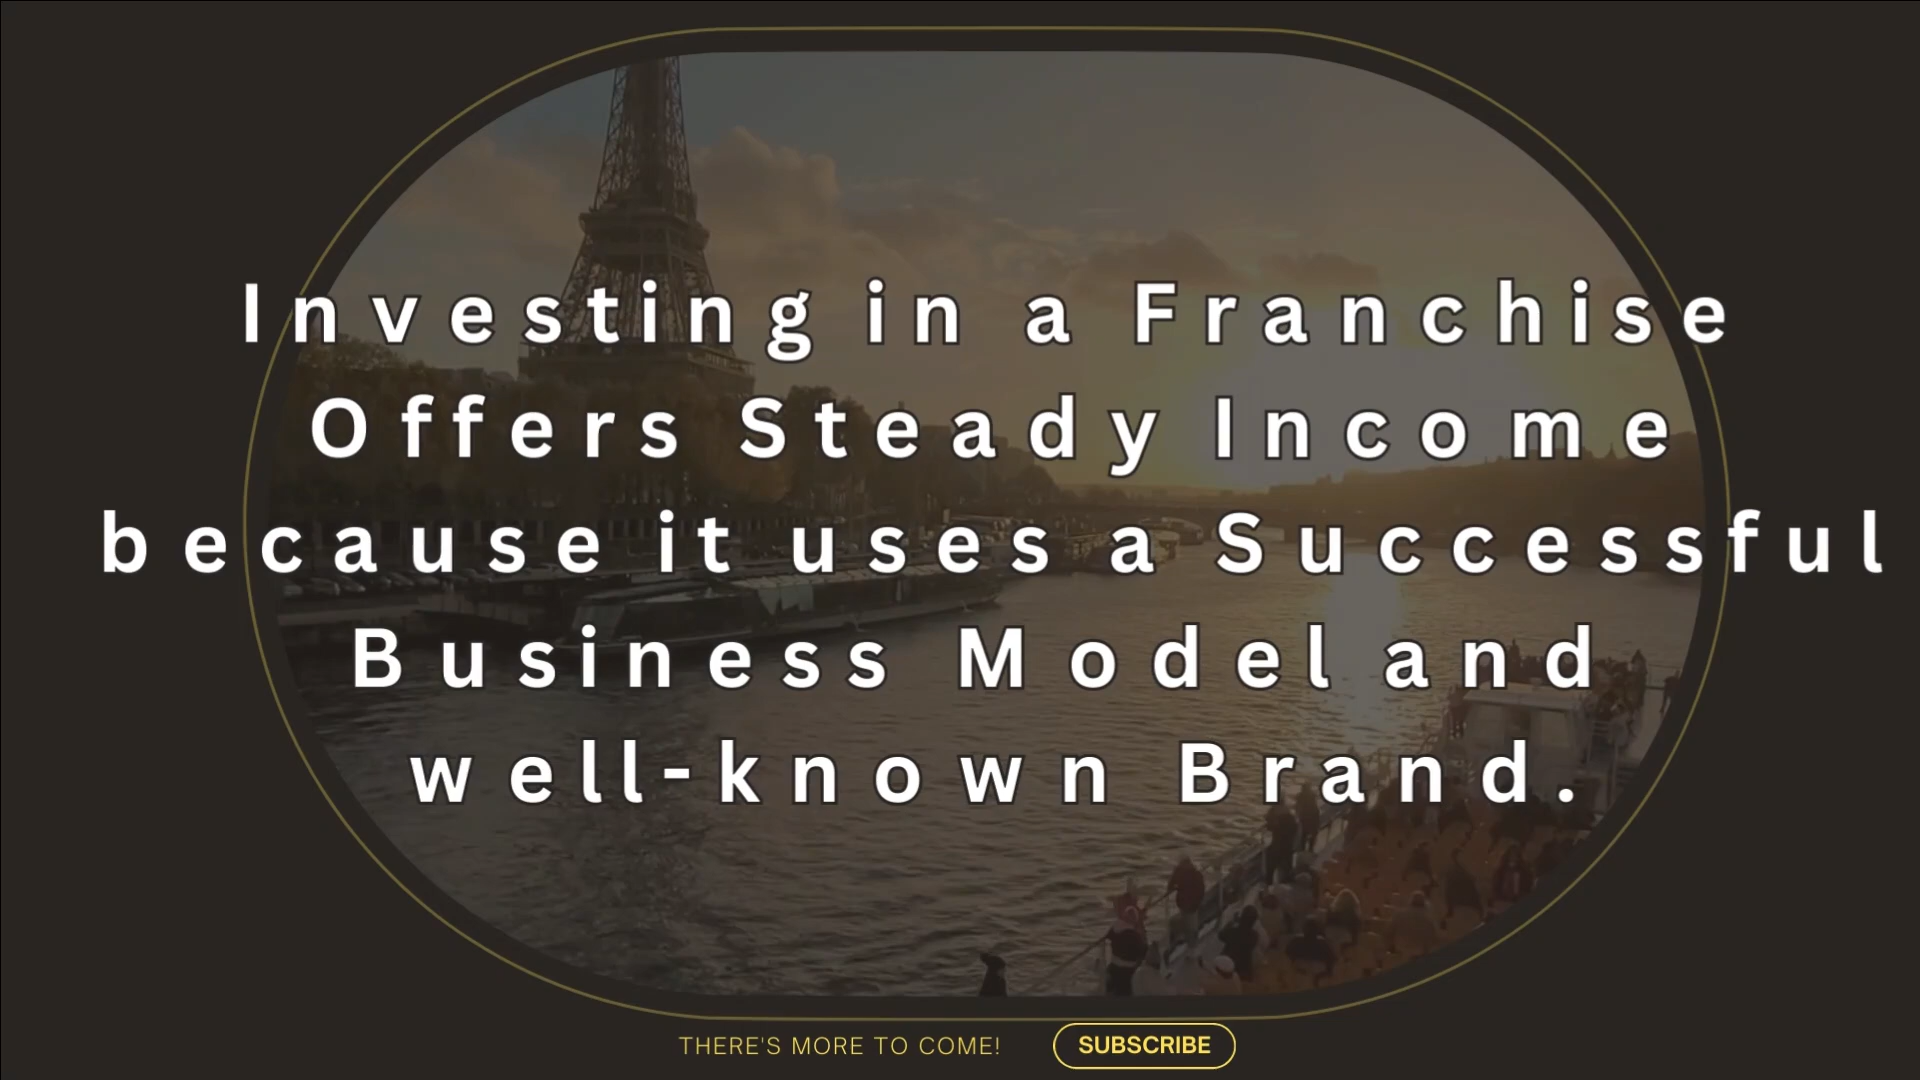 Investing in a Franchise
Offers Steady Income
because it uses a Successful
Business Model and
well-known Brand.
THERE'S MORE TO COME! SUBSCRIBE